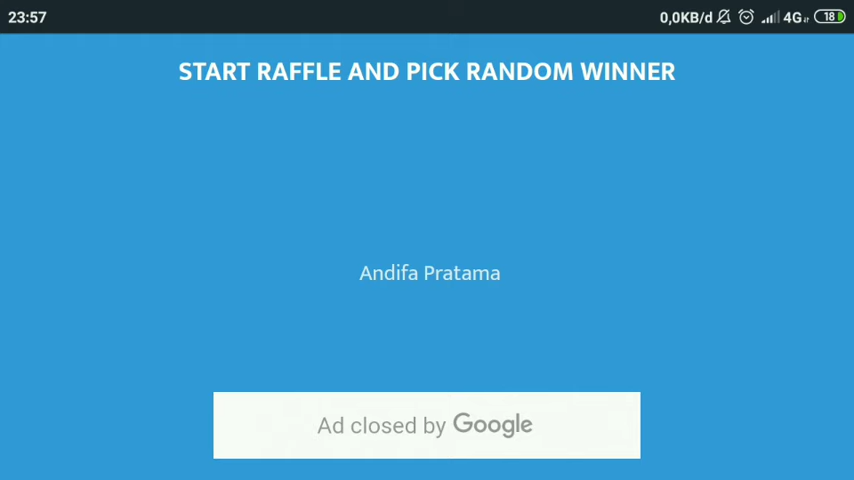 23:57 0,0KB/d 4G 18
START RAFFLE AND PICK RANDOM WINNER
Andifa Pratama
Ad closed by Google